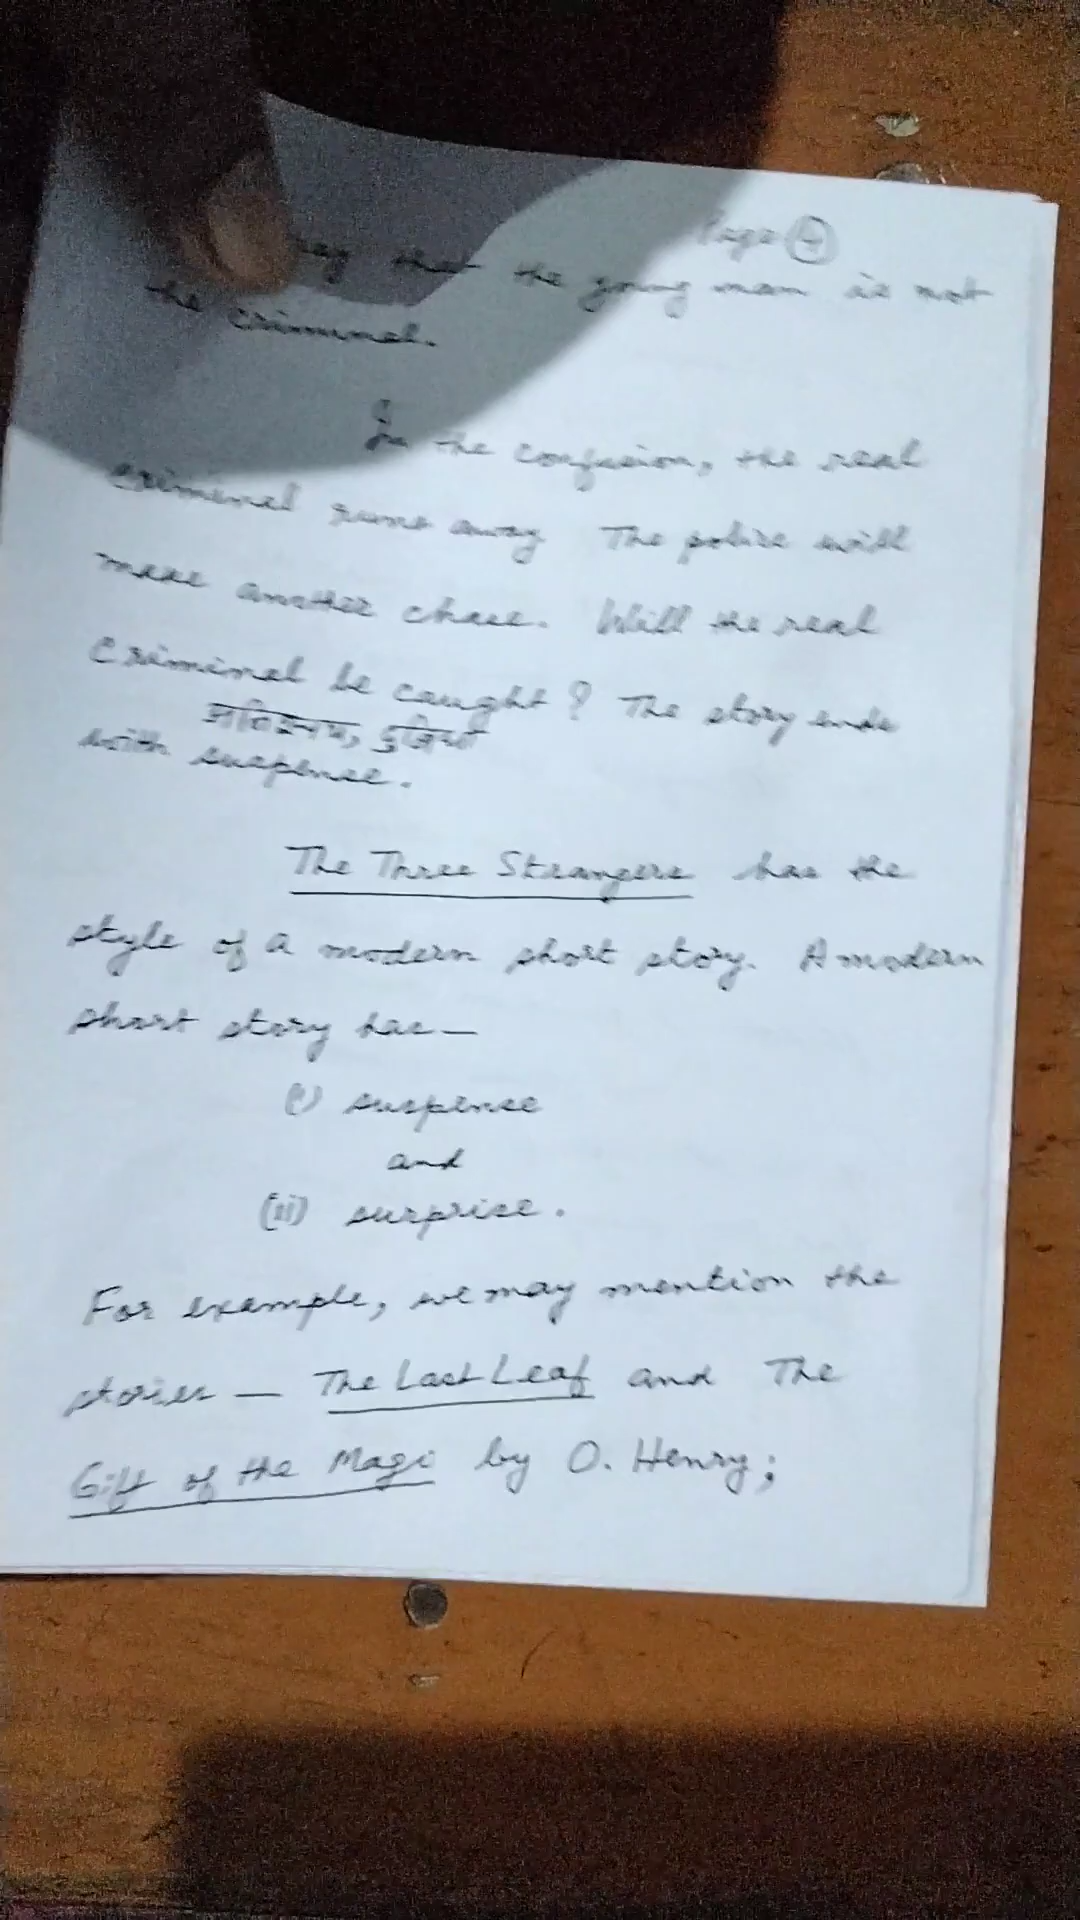 Page 4
that the young man is not
the criminal.
In the confusion, the real
criminal runs away The police will
make another chase. Will the real
criminal be caught? The story ends
with suspense.
The Three Strangers has the
style of a modern short story. A modern
short story has—
(i) suspense
and
(ii) surprise.
For example, we may mention the
stories — The Last Leaf and The
Gift of the Magi by O. Henry;